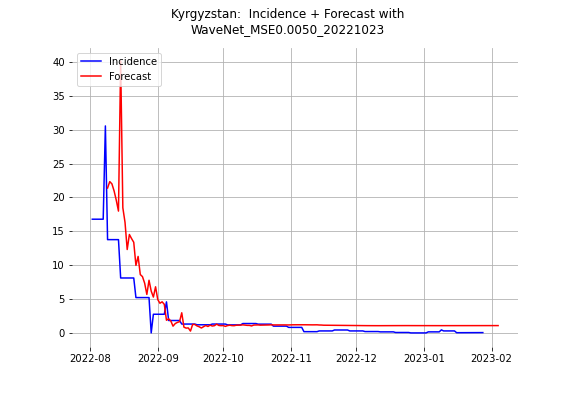 Kyrgyzstan:  Incidence + Forecast with
WaveNet_MSE0.0050_20221023
Incidence
Forecast
40
35
30
25
20
15
10
5
0
2022-08 2022-09 2022-10 2022-11 2022-12 2023-01 2023-02